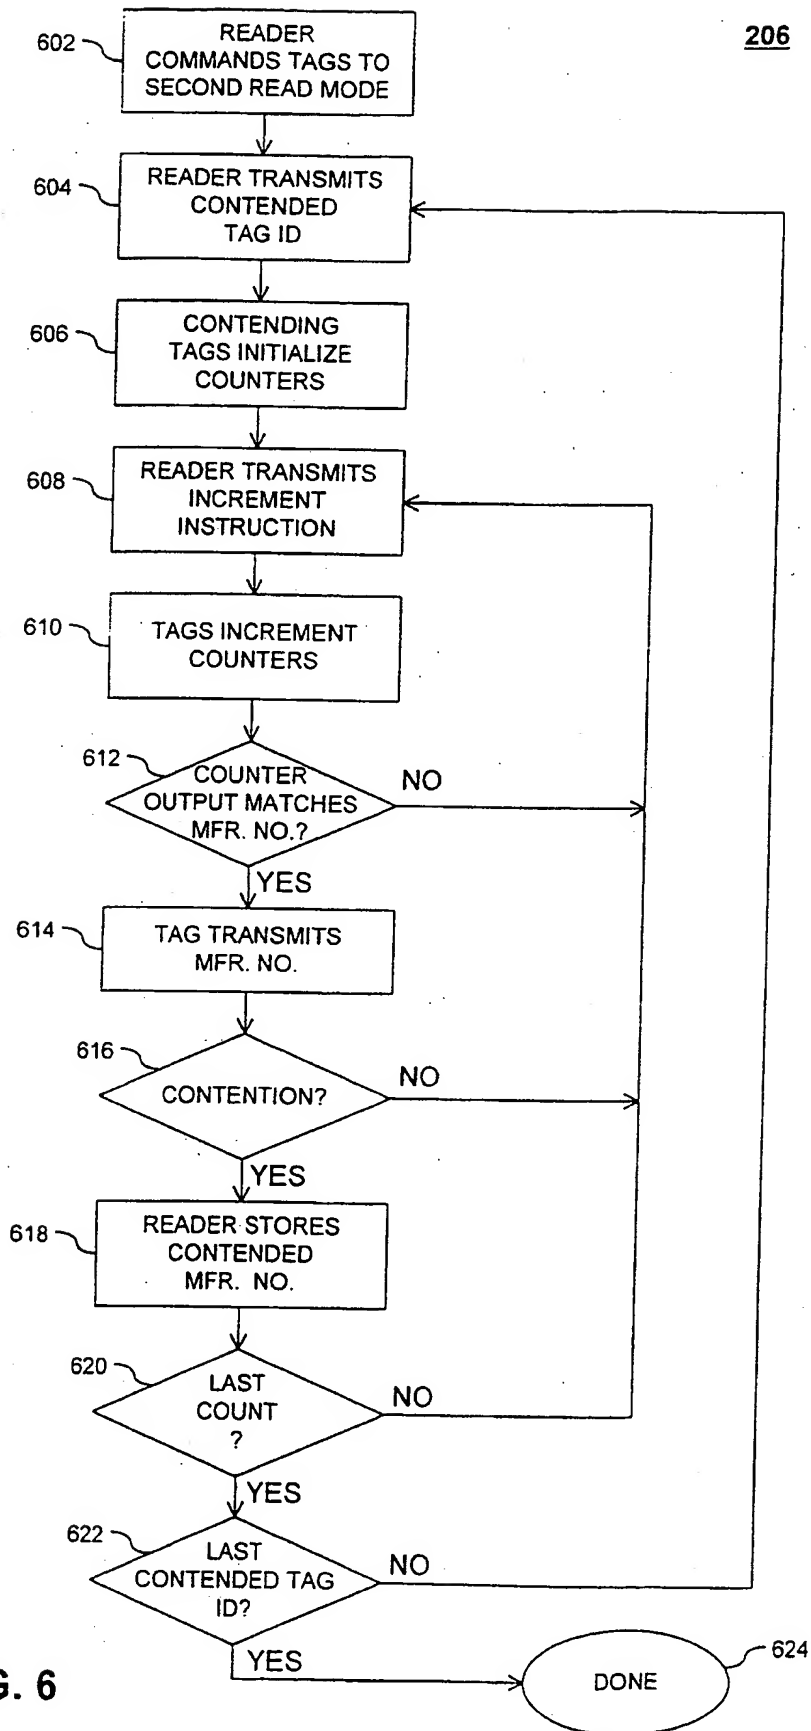 206
602
READER
COMMANDS TAGS TO
SECOND READ MODE
604
READER TRANSMITS
CONTENDED
TAG ID
606
CONTENDING
TAGS INITIALIZE
COUNTERS
608
READER TRANSMITS
INCREMENT
INSTRUCTION
610
TAGS INCREMENT
COUNTERS
612
COUNTER
OUTPUT MATCHES
MFR. NO.?
NO
YES
614
TAG TRANSMITS
MFR. NO.
616
CONTENTION?
NO
YES
618
READER STORES
CONTENDED
MFR. NO.
620
LAST
COUNT
?
NO
YES
622
LAST
CONTENDED TAG
ID?
NO
YES
624
DONE
G. 6